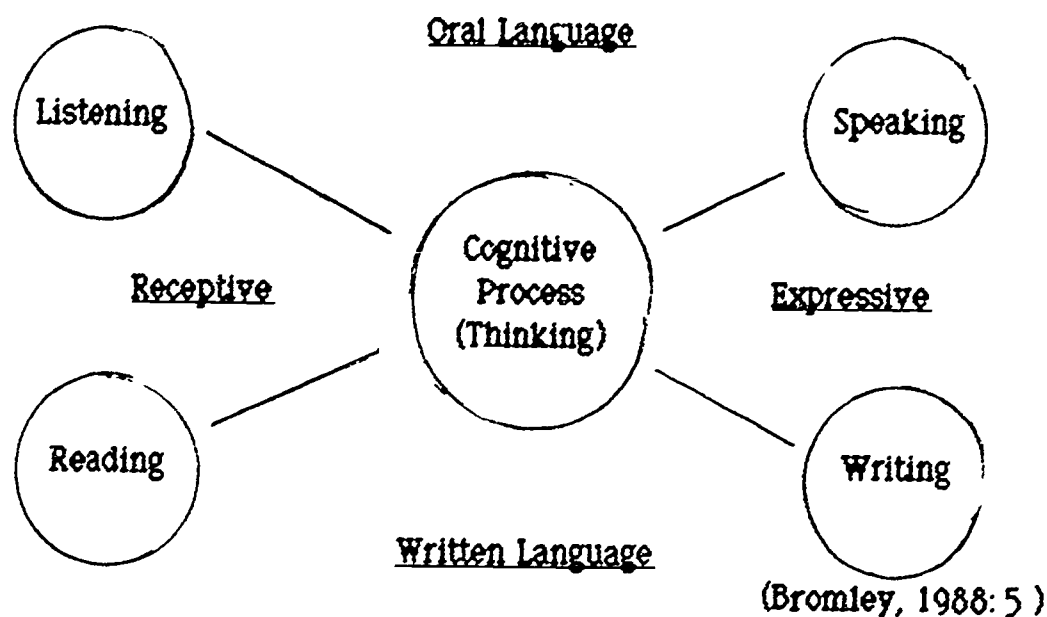 Oral Language
Listening
Speaking
Cognitive
Process
(Thinking)
Receptive
Expressive
Reading
Writing
Written Language
(Bromley, 1988:5)